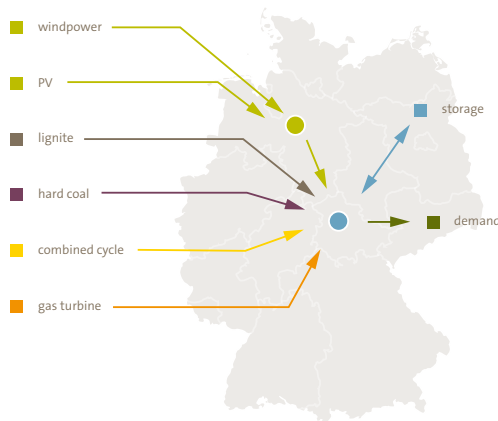 windpower
PV
storage
lignite
hard coal
demand
combined cycle
gas turbine